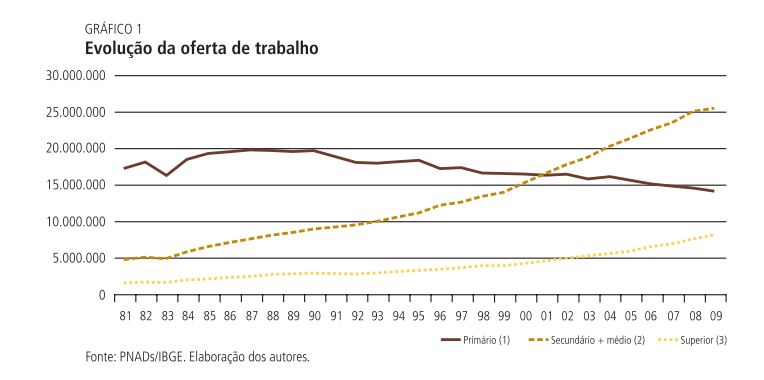 GRÁFICO 1
Evolução da oferta de trabalho
30.000.000
25.000.000
20.000.000
15.000.000
10.000.000
5.000.000
0
81 82 83 84 85 86 87 88 89 90 91 92 93 94 95 96 97 98 99 00 01 02 03 04 05 06 07 08 09
Primário (1) Secundário + médio (2) Superior (3)
Fonte: PNADs/IBGE. Elaboração dos autores.